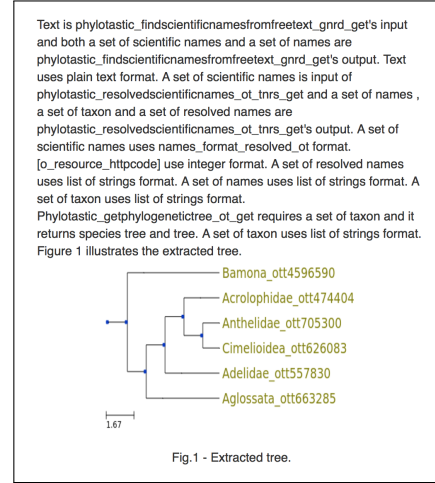 Text is phylotastic_findscientificnamesfromfreetext_gnrd_get's input
and both a set of scientific names and a set of names are
phylotastic_findscientificnamesfromfreetext_gnrd_get's output. Text
uses plain text format. A set of scientific names is input of
phylotastic_resolvedscientificnames_ot_tnrs_get and a set of names ,
a set of taxon and a set of resolved names are
phylotastic_resolvedscientificnames_ot_tnrs_get's output. A set of
scientific names uses names_format_resolved_ot format.
[o_resource_httpcode] use integer format. A set of resolved names
uses list of strings format. A set of names uses list of strings format. A
set of taxon uses list of strings format.
Phylotastic_getphylogenetictree_ot_get requires a set of taxon and it
returns species tree and tree. A set of taxon uses list of strings format.
Figure 1 illustrates the extracted tree.
Bamona_ott4596590
Acrolophidae_ott474404
Anthelidae_ott705300
Cimelioidea_ott626083
Adelidae_ott557830
Aglossata_ott663285
1.67
Fig.1 - Extracted tree.